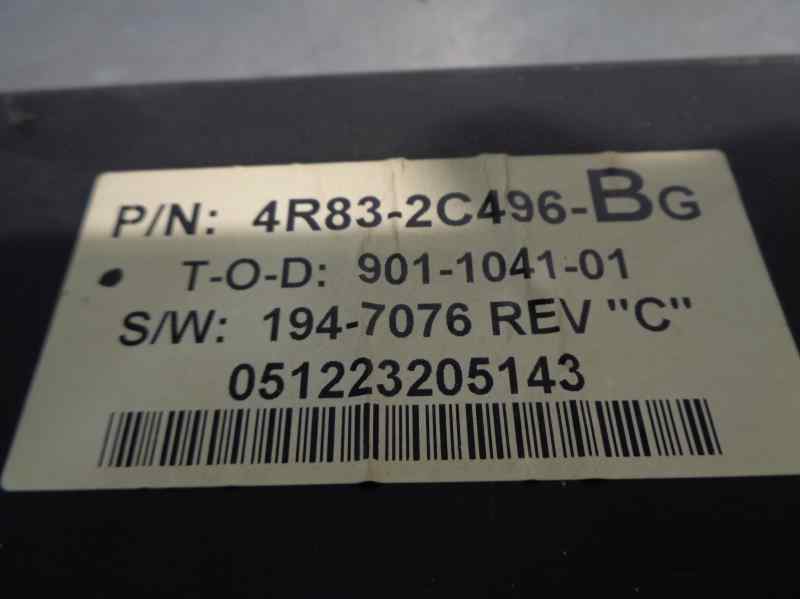 P/N: 4R83-2C496-BG
• T-O-D: 901-1041-01
S/W: 194-7076 REV "C"
051223205143